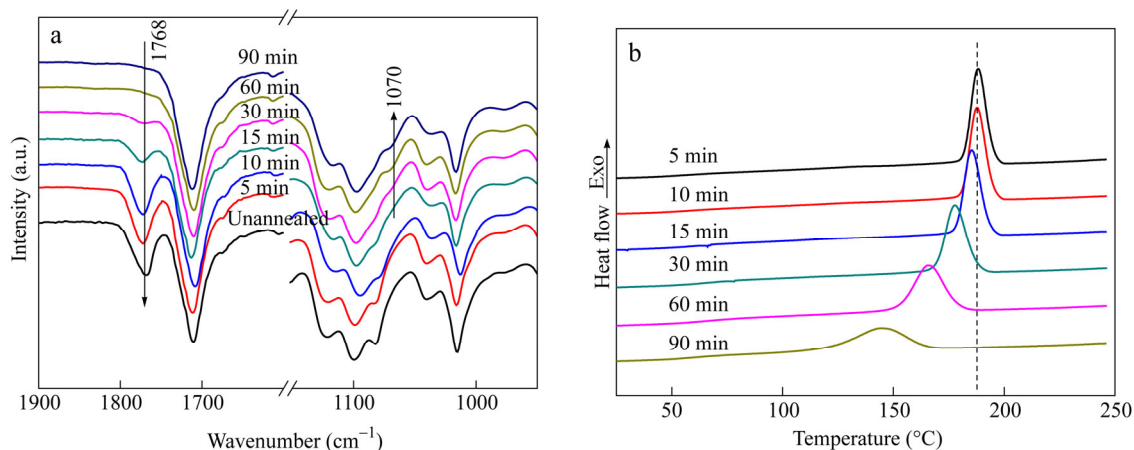 a
1768
90 min
60 min
30 min
15 min
10 min
5 min
Unannealed
1070
Intensity (a.u.)
1900
1800
1700
1100
1000
Wavenumber (cm⁻¹)
b
5 min
10 min
15 min
30 min
60 min
90 min
Heat flow
Exo
50
100
150
200
250
Temperature (°C)